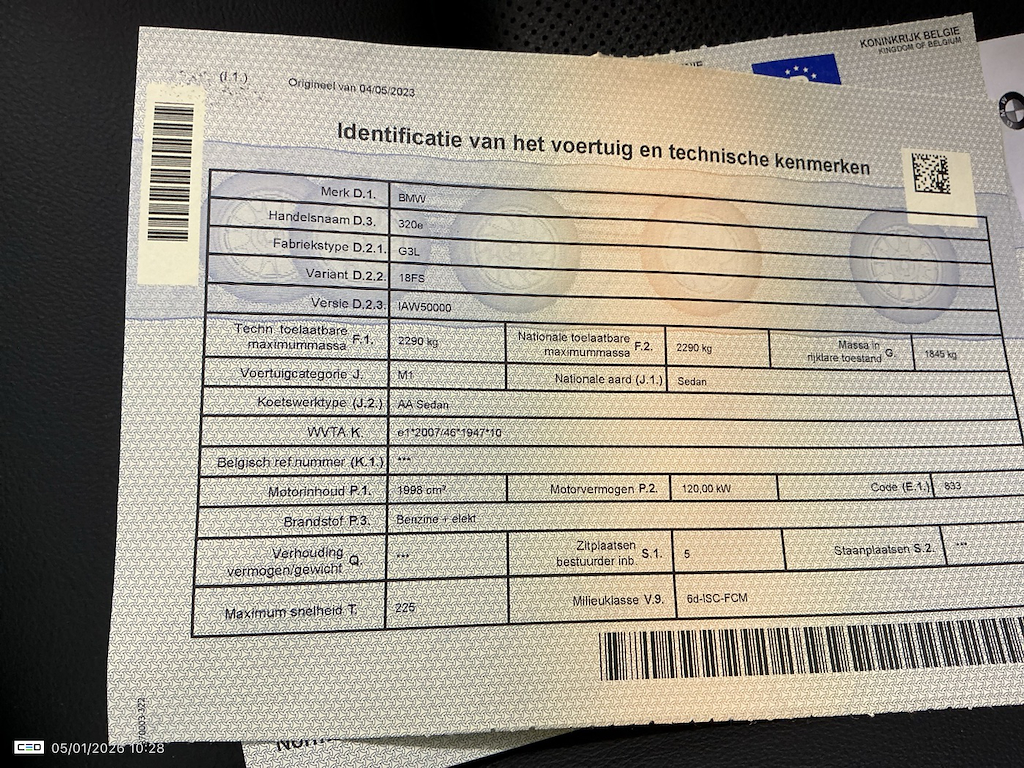 KONINKRIJK BELGIE
KINGDOM OF BELGIUM
(I.1.)
Origineel van 04/05/2023
Identificatie van het voertuig en technische kenmerken
Merk D.1. BMW
Handelsnaam D.3. 320e
Fabriekstype D.2.1. G3L
Variant D.2.2. 18FS
Versie D.2.3. IAW50000
Techn. toelaatbare maximummassa F.1. 2290 kg Nationale toelaatbare maximummassa F.2. 2290 kg Massa in rijklare toestand G. 1845 kg
Voertuigcategorie J. M1 Nationale aard (J.1.) Sedan
Koetswerktype (J.2.) AA Sedan
WVTA K. e1*2007/46*1947*10
Belgisch ref nummer (K.1.) ***
Motorinhoud P.1. 1998 cm³ Motorvermogen P.2. 120,00 kW Code (E.1.) 833
Brandstof P.3. Benzine + elekt
Verhouding vermogen/gewicht Q. *** Zitplaatsen bestuurder inb. S.1. 5 Staanplaatsen S.2. ***
Maximum snelheid T. 225 Milieuklasse V.9. 6d-ISC-FCM
CEO 05/01/2026 10:28